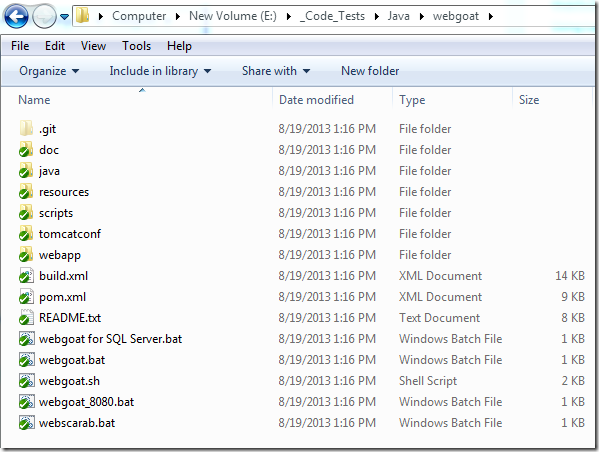 Computer ▸ New Volume (E:) ▸ _Code_Tests ▸ Java ▸ webgoat ▸
File Edit View Tools Help
Organize Include in library Share with New folder
Name Date modified Type Size
.git 8/19/2013 1:16 PM File folder
doc 8/19/2013 1:16 PM File folder
java 8/19/2013 1:16 PM File folder
resources 8/19/2013 1:16 PM File folder
scripts 8/19/2013 1:16 PM File folder
tomcatconf 8/19/2013 1:16 PM File folder
webapp 8/19/2013 1:16 PM File folder
build.xml 8/19/2013 1:16 PM XML Document 14 KB
pom.xml 8/19/2013 1:16 PM XML Document 9 KB
README.txt 8/19/2013 1:16 PM Text Document 8 KB
webgoat for SQL Server.bat 8/19/2013 1:16 PM Windows Batch File 1 KB
webgoat.bat 8/19/2013 1:16 PM Windows Batch File 1 KB
webgoat.sh 8/19/2013 1:16 PM Shell Script 2 KB
webgoat_8080.bat 8/19/2013 1:16 PM Windows Batch File 1 KB
webscarab.bat 8/19/2013 1:16 PM Windows Batch File 1 KB